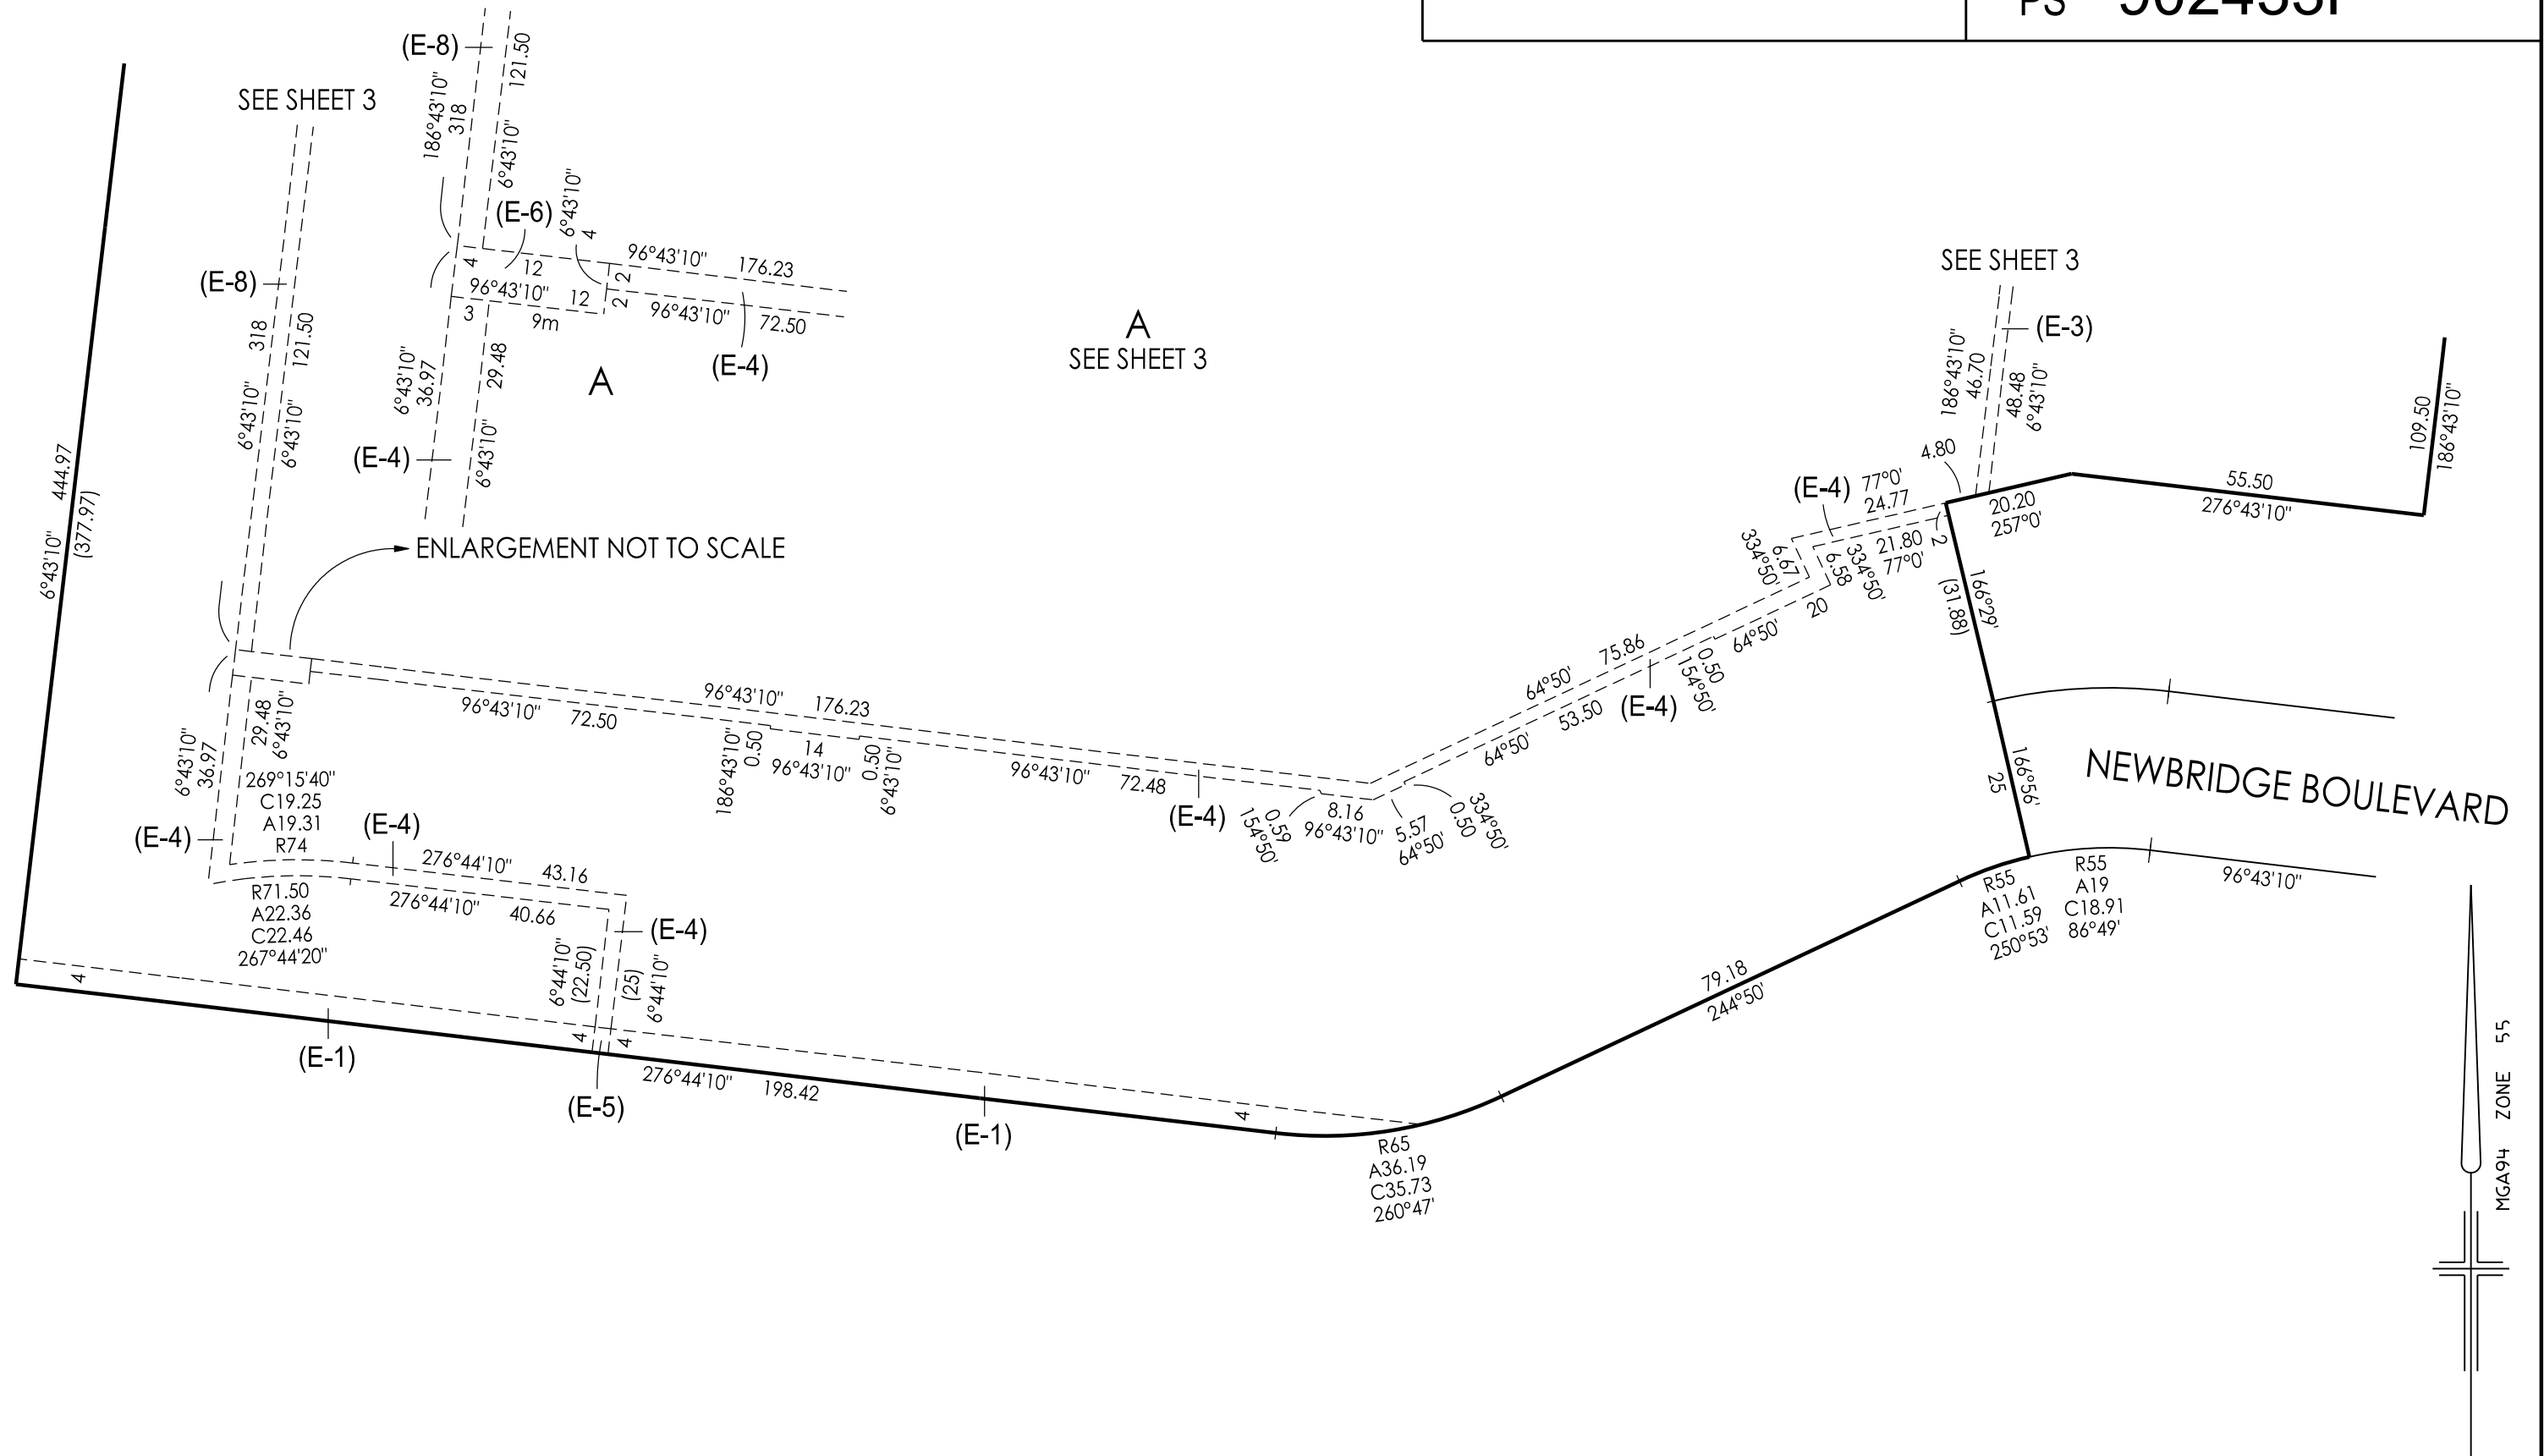 PS
(E-8)
121.50
186°43'10"
318
6°43'10"
SEE SHEET 3
(E-6)
6°43'10"
4
96°43'10" 176.23
4
12
2
96°43'10" 12
2
96°43'10" 72.50
3
9m
(E-4)
A
6°43'10"
36.97
29.48
6°43'10"
(E-4)
ENLARGEMENT NOT TO SCALE
(E-8)
318
6°43'10"
121.50
6°43'10"
444.97
6°43'10"
(377.97)
A
SEE SHEET 3
SEE SHEET 3
(E-3)
186°43'10"
46.70
48.48
6°43'10"
109.50
186°43'10"
4.80
(E-4)
77°0'
24.77
20.20
257°0'
55.50
276°43'10"
334°50'
6.67
6.58
334°50'
21.80
77°0'
2
20
64°50'
166°29'
(31.88)
64°50' 75.86
0.50
154°50'
(E-4)
64°50' 53.50
166°56'
25
NEWBRIDGE BOULEVARD
96°43'10" 176.23
96°43'10" 72.50
186°43'10"
0.50
14
96°43'10"
0.50
6°43'10"
96°43'10" 72.48
(E-4)
0.59
154°50'
8.16
96°43'10"
5.57
64°50'
334°50'
0.50
29.48
6°43'10"
6°43'10"
36.97
269°15'40"
C19.25
A19.31
R74
(E-4)
(E-4)
276°44'10" 43.16
276°44'10" 40.66
R71.50
A22.36
C22.46
267°44'20"
(E-4)
6°44'10"
(22.50)
(25)
6°44'10"
4
4
4
(E-1)
(E-5)
276°44'10" 198.42
(E-1)
4
R65
A36.19
C35.73
260°47'
79.18
244°50'
R55
A11.61
C11.59
250°53'
R55
A19
C18.91
86°49'
96°43'10"
MGA94 ZONE 55